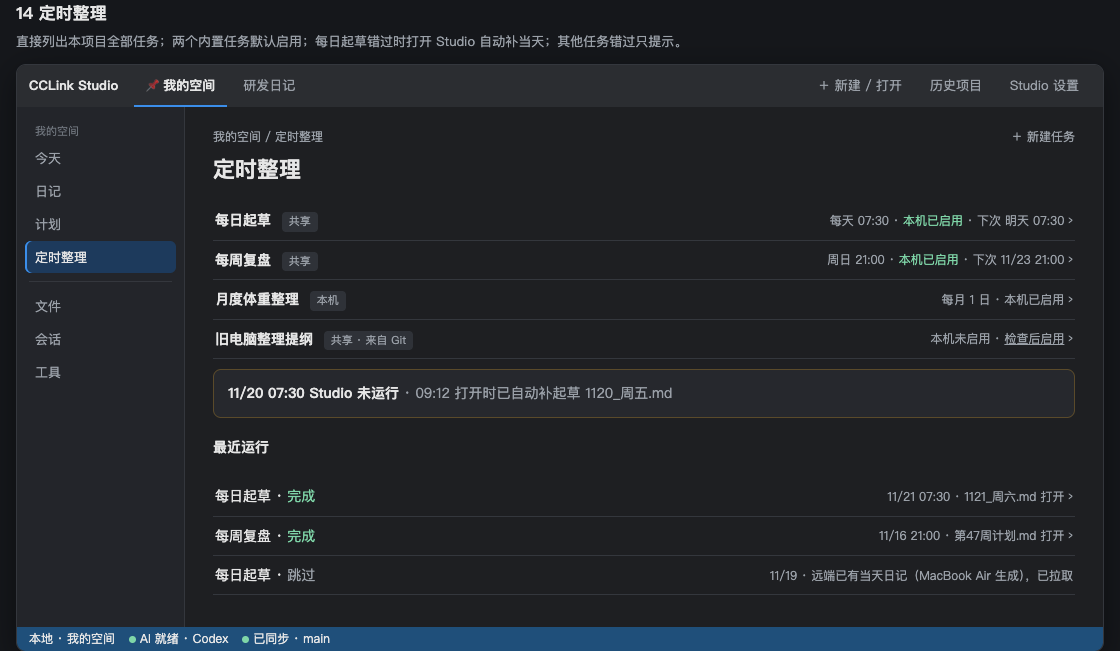 14 定时整理
直接列出本项目全部任务；两个内置任务默认启用；每日起草错过时打开 Studio 自动补当天；其他任务错过只提示。
CCLink Studio 📌 我的空间 研发日记 + 新建 / 打开 历史项目 Studio 设置
我的空间
今天
日记
计划
定时整理
文件
会话
工具
我的空间 / 定时整理 + 新建任务
定时整理
每日起草 共享 每天 07:30 · 本机已启用 · 下次 明天 07:30 ›
每周复盘 共享 周日 21:00 · 本机已启用 · 下次 11/23 21:00 ›
月度体重整理 本机 每月 1 日 · 本机已启用 ›
旧电脑整理提纲 共享 · 来自 Git 本机未启用 · 检查后启用 ›
11/20 07:30 Studio 未运行 · 09:12 打开时已自动补起草 1120_周五.md
最近运行
每日起草 · 完成 11/21 07:30 · 1121_周六.md 打开 ›
每周复盘 · 完成 11/16 21:00 · 第47周计划.md 打开 ›
每日起草 · 跳过 11/19 · 远端已有当天日记（MacBook Air 生成），已拉取
本地 · 我的空间 ● AI 就绪 · Codex ● 已同步 · main